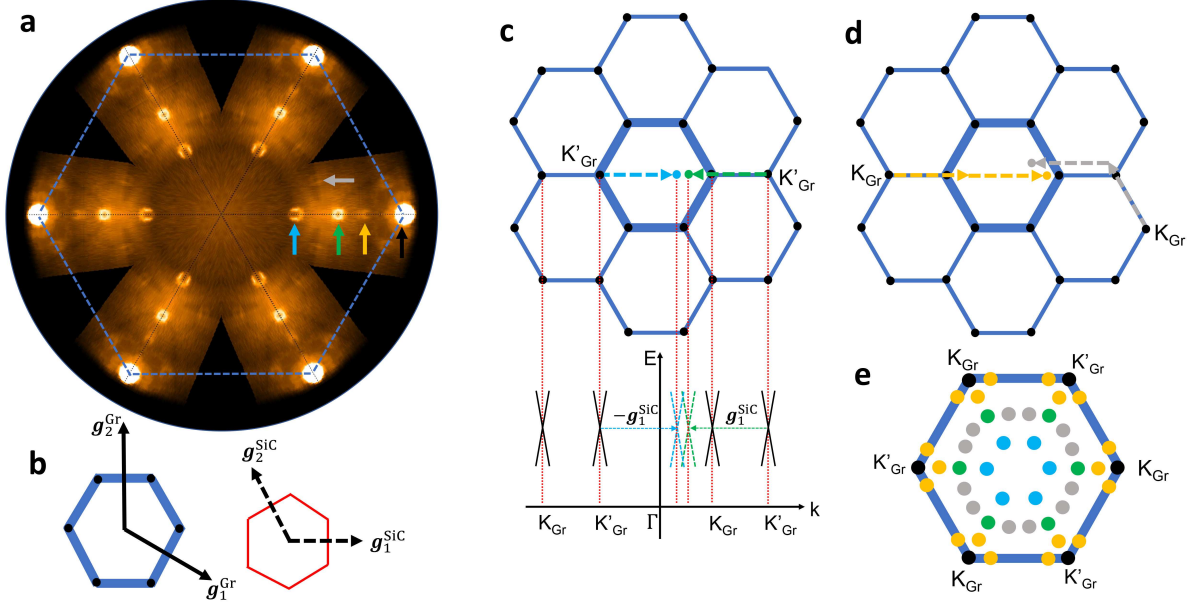 a
b
g₂ᴳʳ
g₁ᴳʳ
g₂ˢⁱᶜ
g₁ˢⁱᶜ
c
K'Gr
K'Gr
E
−g₁ˢⁱᶜ
g₁ˢⁱᶜ
KGr
K'Gr
Γ
KGr
K'Gr
k
d
KGr
KGr
e
KGr
K'Gr
K'Gr
KGr
KGr
K'Gr